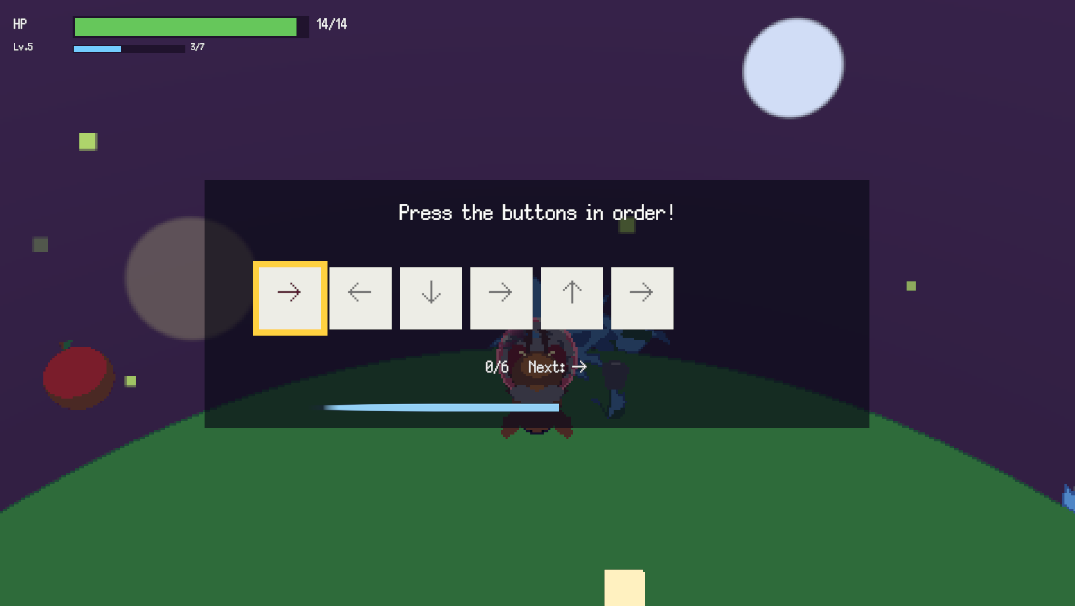 HP 14/14
Lv.5 3/7
Press the buttons in order!
→ ← ↓ → ↑ →
0/6 Next: →